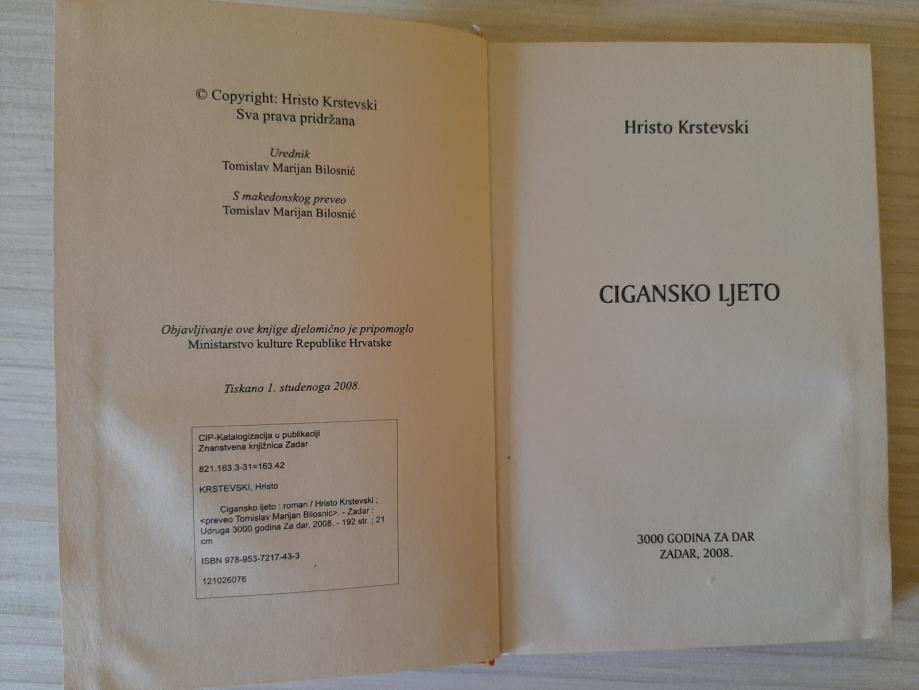 © Copyright: Hristo Krstevski
Sva prava pridržana
Urednik
Tomislav Marijan Bilosnić
S makedonskog preveo
Tomislav Marijan Bilosnić
Objavljivanje ove knjige djelomično je pripomoglo
Ministarstvo kulture Republike Hrvatske
Tiskano 1. studenoga 2008.
CIP-Katalogizacija u publikaciji
Znanstvena knjižnica Zadar
821.163.3-31=163.42
KRSTEVSKI, Hristo
Cigansko ljeto : roman / Hristo Krstevski ;
<preveo Tomislav Marijan Bilosnić>. - Zadar :
Udruga 3000 godina Za dar, 2008. - 192 str. ; 21
cm
ISBN 978-953-7217-43-3
121026076
Hristo Krstevski
CIGANSKO LJETO
3000 GODINA ZA DAR
ZADAR, 2008.